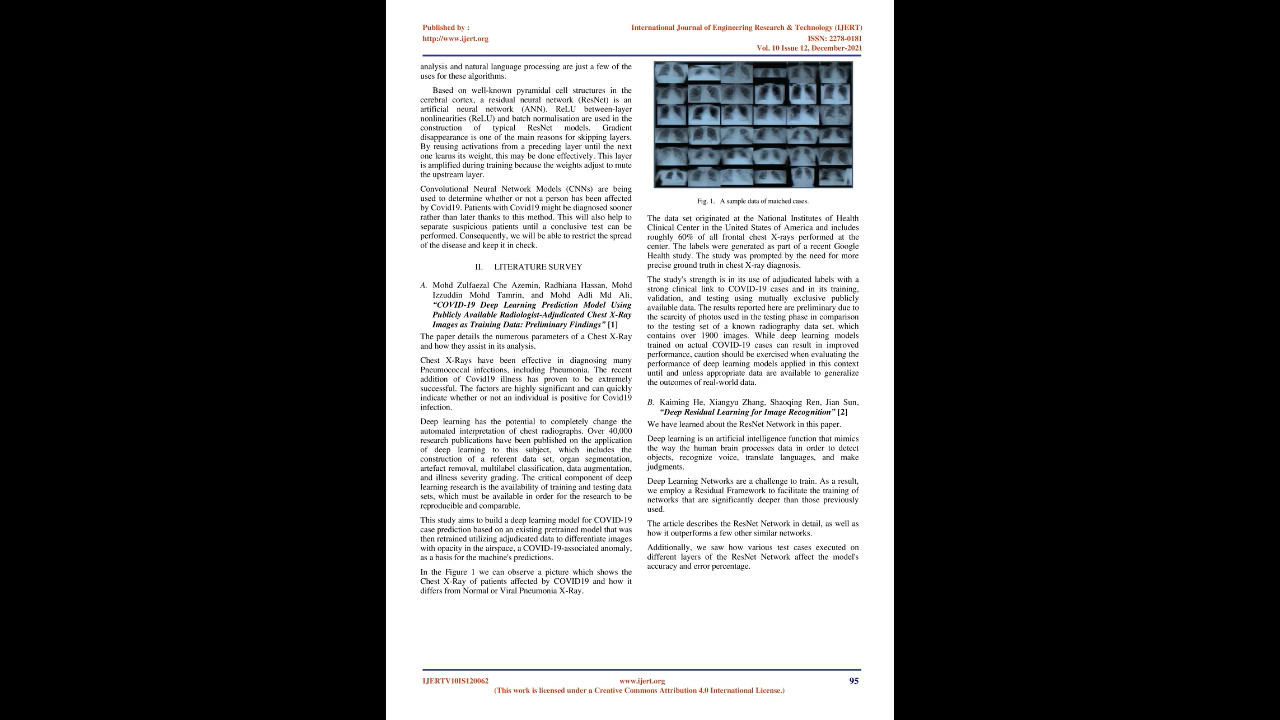 Published by :
http://www.ijert.org
International Journal of Engineering Research & Technology (IJERT)
ISSN: 2278-0181
Vol. 10 Issue 12, December-2021
analysis and natural language processing are just a few of the
uses for these algorithms.
Based on well-known pyramidal cell structures in the
cerebral cortex, a residual neural network (ResNet) is an
artificial neural network (ANN). ReLU between-layer
nonlinearities (ReLU) and batch normalisation are used in the
construction of typical ResNet models. Gradient
disappearance is one of the main reasons for skipping layers.
By reusing activations from a preceding layer until the next
one learns its weight, this may be done effectively. This layer
is amplified during training because the weights adjust to mute
the upstream layer.
Convolutional Neural Network Models (CNNs) are being
used to determine whether or not a person has been affected
by Covid19. Patients with Covid19 might be diagnosed sooner
rather than later thanks to this method. This will also help to
separate suspicious patients until a conclusive test can be
performed. Consequently, we will be able to restrict the spread
of the disease and keep it in check.
II. LITERATURE SURVEY
A. Mohd Zulfaezal Che Azemin, Radhiana Hassan, Mohd
Izzuddin Mohd Tamrin, and Mohd Adli Md Ali,
“COVID-19 Deep Learning Prediction Model Using
Publicly Available Radiologist-Adjudicated Chest X-Ray
Images as Training Data: Preliminary Findings” [1]
The paper details the numerous parameters of a Chest X-Ray
and how they assist in its analysis.
Chest X-Rays have been effective in diagnosing many
Pneumococcal infections, including Pneumonia. The recent
addition of Covid19 illness has proven to be extremely
successful. The factors are highly significant and can quickly
indicate whether or not an individual is positive for Covid19
infection.
Deep learning has the potential to completely change the
automated interpretation of chest radiographs. Over 40,000
research publications have been published on the application
of deep learning to this subject, which includes the
construction of a referent data set, organ segmentation,
artefact removal, multilabel classification, data augmentation,
and illness severity grading. The critical component of deep
learning research is the availability of training and testing data
sets, which must be available in order for the research to be
reproducible and comparable.
This study aims to build a deep learning model for COVID-19
case prediction based on an existing pretrained model that was
then retrained utilizing adjudicated data to differentiate images
with opacity in the airspace, a COVID-19-associated anomaly,
as a basis for the machine's predictions.
In the Figure 1 we can observe a picture which shows the
Chest X-Ray of patients affected by COVID19 and how it
differs from Normal or Viral Pneumonia X-Ray.
Fig. 1. A sample data of matched cases.
The data set originated at the National Institutes of Health
Clinical Center in the United States of America and includes
roughly 60% of all frontal chest X-rays performed at the
center. The labels were generated as part of a recent Google
Health study. The study was prompted by the need for more
precise ground truth in chest X-ray diagnosis.
The study's strength is in its use of adjudicated labels with a
strong clinical link to COVID-19 cases and in its training,
validation, and testing using mutually exclusive publicly
available data. The results reported here are preliminary due to
the scarcity of photos used in the testing phase in comparison
to the testing set of a known radiography data set, which
contains over 1900 images. While deep learning models
trained on actual COVID-19 cases can result in improved
performance, caution should be exercised when evaluating the
performance of deep learning models applied in this context
until and unless appropriate data are available to generalize
the outcomes of real-world data.
B. Kaiming He, Xiangyu Zhang, Shaoqing Ren, Jian Sun,
“Deep Residual Learning for Image Recognition” [2]
We have learned about the ResNet Network in this paper.
Deep learning is an artificial intelligence function that mimics
the way the human brain processes data in order to detect
objects, recognize voice, translate languages, and make
judgments.
Deep Learning Networks are a challenge to train. As a result,
we employ a Residual Framework to facilitate the training of
networks that are significantly deeper than those previously
used.
The article describes the ResNet Network in detail, as well as
how it outperforms a few other similar networks.
Additionally, we saw how various test cases executed on
different layers of the ResNet Network affect the model's
accuracy and error percentage.
IJERTV10IS120062
www.ijert.org
95
(This work is licensed under a Creative Commons Attribution 4.0 International License.)